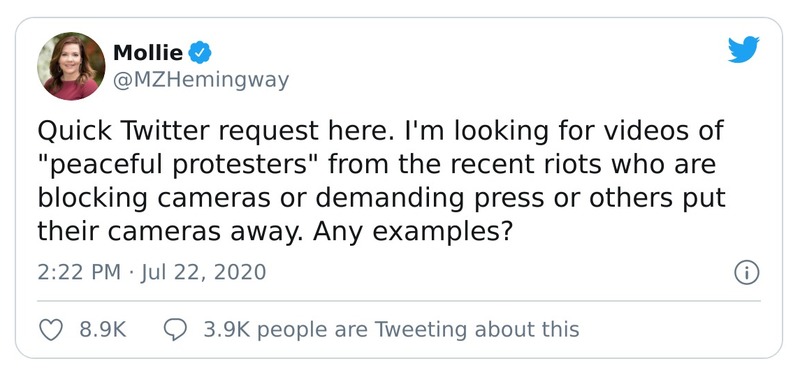 Mollie
@MZHemingway
Quick Twitter request here. I'm looking for videos of
"peaceful protesters" from the recent riots who are
blocking cameras or demanding press or others put
their cameras away. Any examples?
2:22 PM · Jul 22, 2020
8.9K 3.9K people are Tweeting about this